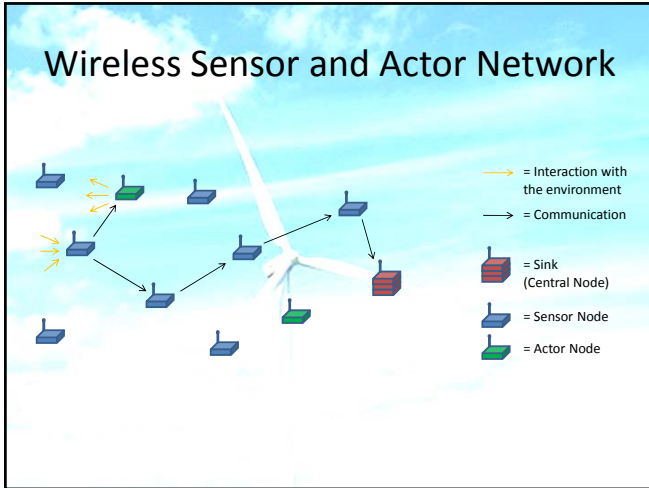 Wireless Sensor and Actor Network
= Interaction with
the environment
= Communication
= Sink
(Central Node)
= Sensor Node
= Actor Node